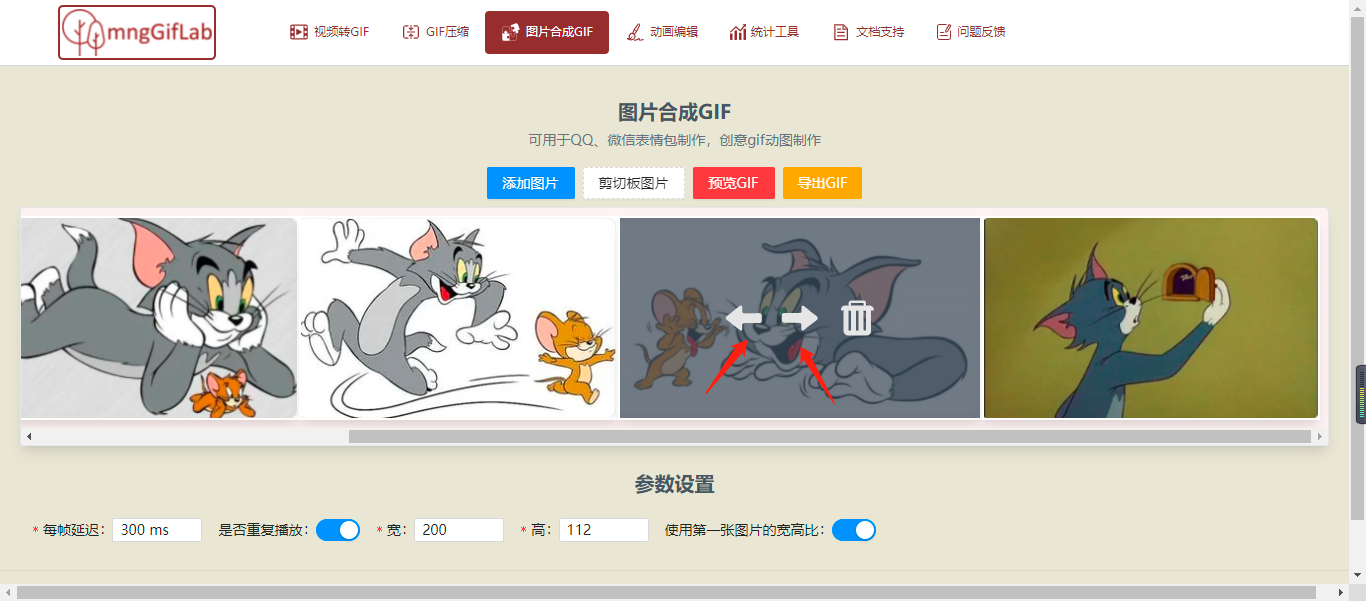 mngGifLab
视频转GIF
GIF压缩
图片合成GIF
动画编辑
统计工具
文档支持
问题反馈
图片合成GIF
可用于QQ、微信表情包制作，创意gif动图制作
添加图片
剪切板图片
预览GIF
导出GIF
参数设置
* 每帧延迟： 300 ms
是否重复播放：
* 宽： 200
* 高： 112
使用第一张图片的宽高比：